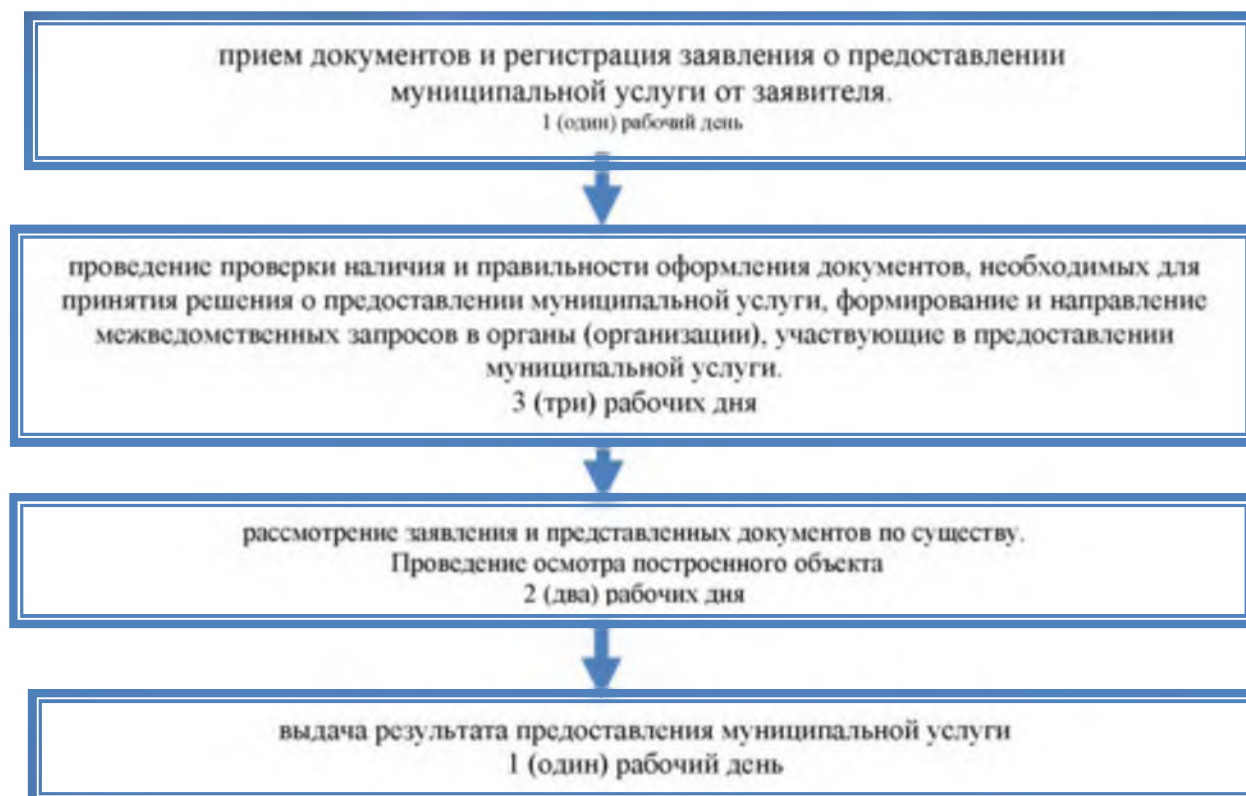 прием документов и регистрация заявления о предоставлении
муниципальной услуги от заявителя.
1 (один) рабочий день
проведение проверки наличия и правильности оформления документов, необходимых для
принятия решения о предоставлении муниципальной услуги, формирование и направление
межведомственных запросов в органы (организации), участвующие в предоставлении
муниципальной услуги.
3 (три) рабочих дня
рассмотрение заявления и представленных документов по существу.
Проведение осмотра построенного объекта
2 (два) рабочих дня
выдача результата предоставления муниципальной услуги
1 (один) рабочий день